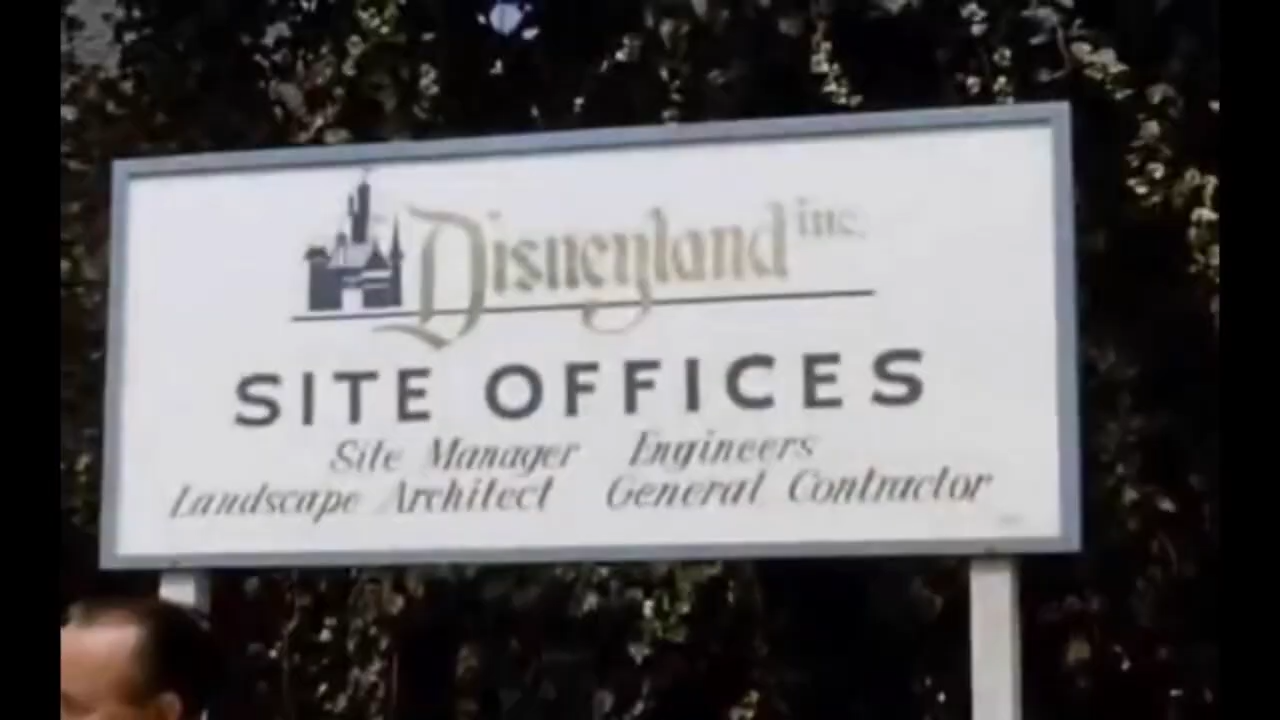 Disneyland inc.
SITE OFFICES
Site Manager Engineers
Landscape Architect General Contractor